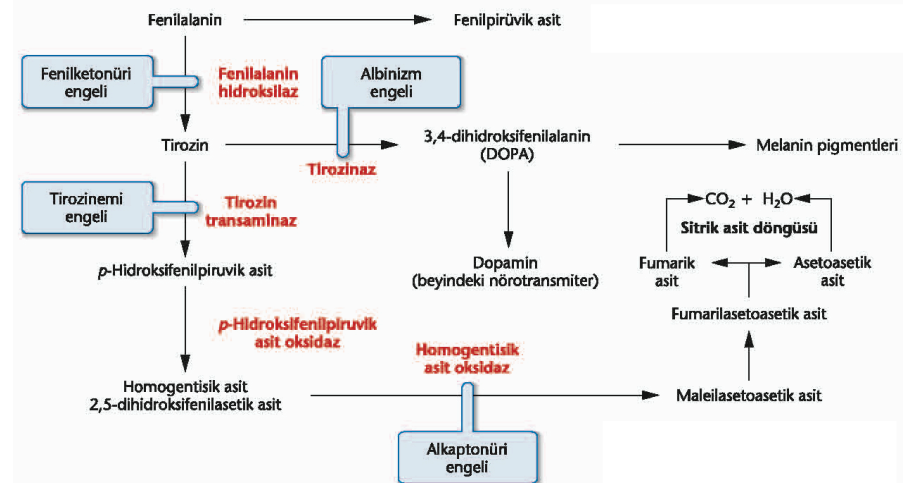 Fenilalanin
Fenilpirüvik asit
Fenilketonüri
engeli
Fenilalanin
hidroksilaz
Albinizm
engeli
Tirozin
Tirozinaz
3,4-dihidroksifenilalanin
(DOPA)
Melanin pigmentleri
Tirozinemi
engeli
Tirozin
transaminaz
CO₂ + H₂O
Sitrik asit döngüsü
p-Hidroksifenilpiruvik asit
Dopamin
(beyindeki nörotransmiter)
Fumarik
asit
Asetoasetik
asit
Fumarilasetoasetik asit
p-Hidroksifenilpiruvik
asit oksidaz
Homogentisik
asit oksidaz
Homogentisik asit
2,5-dihidroksifenilasetik asit
Maleilasetoasetik asit
Alkaptonüri
engeli